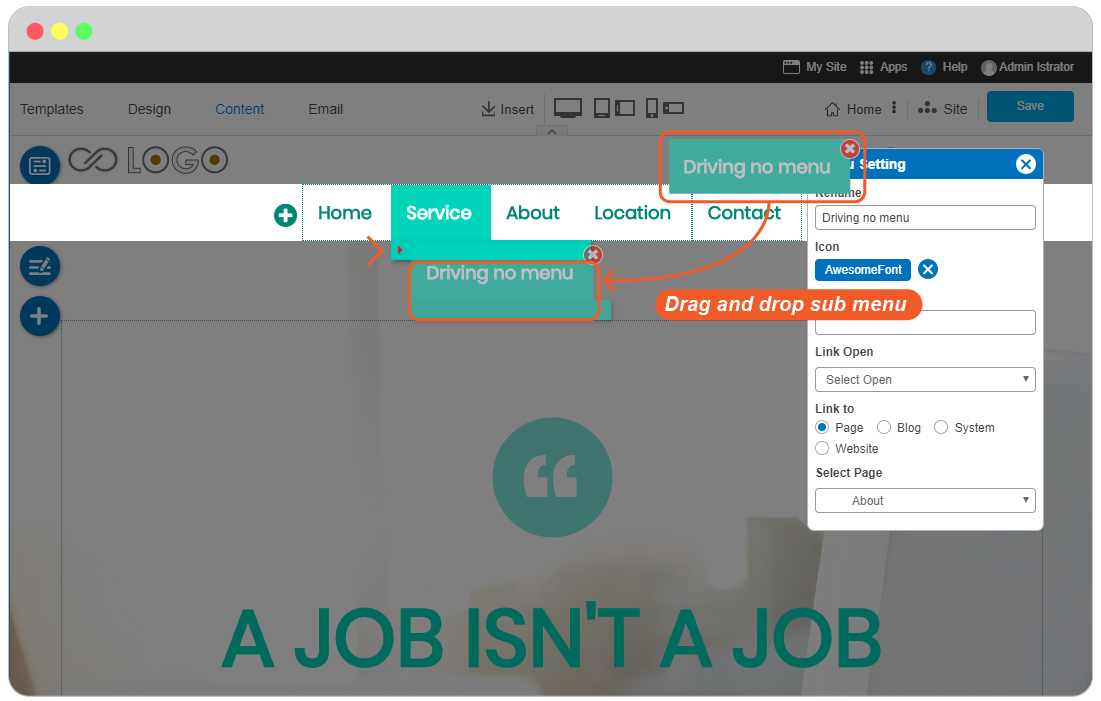 My Site Apps ? Help Admin Istrator
Templates Design Content Email Insert Home Site Save
LOGO
Driving no menu
Setting
Home Service About Location Contact
Rename
Driving no menu
Icon
AwesomeFont
Driving no menu
Drag and drop sub menu
Link Open
Select Open
Link to
Page Blog System
Website
Select Page
About
A JOB ISN'T A JOB